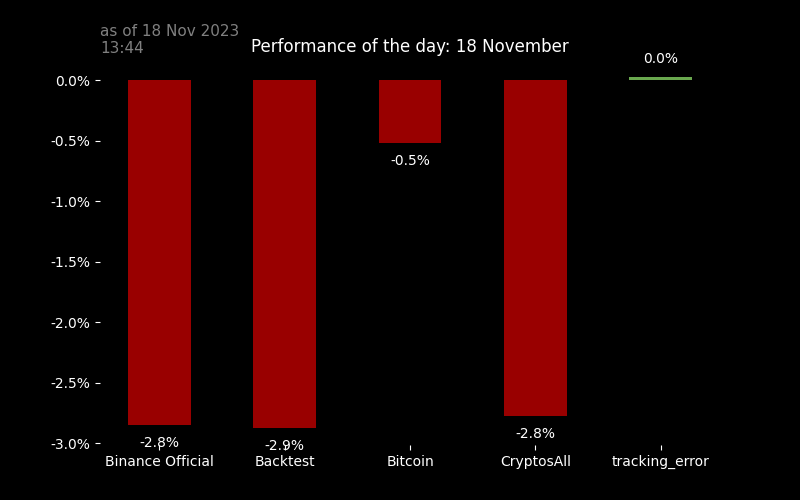 as of 18 Nov 2023
13:44
Performance of the day: 18 November
0.0%
0.0%
-0.5%
-0.5%
-1.0%
-1.5%
-2.0%
-2.5%
-3.0%
-2.8%
-2.9%
-2.8%
Binance Official
Backtest
Bitcoin
CryptosAll
tracking_error